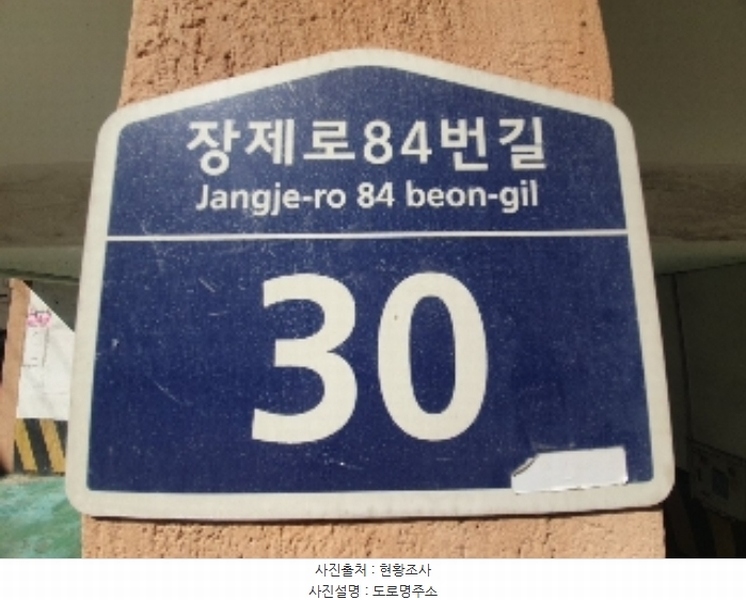 장제로84번길
Jangje-ro 84 beon-gil
30
사진출처 : 현황조사
사진설명 : 도로명주소